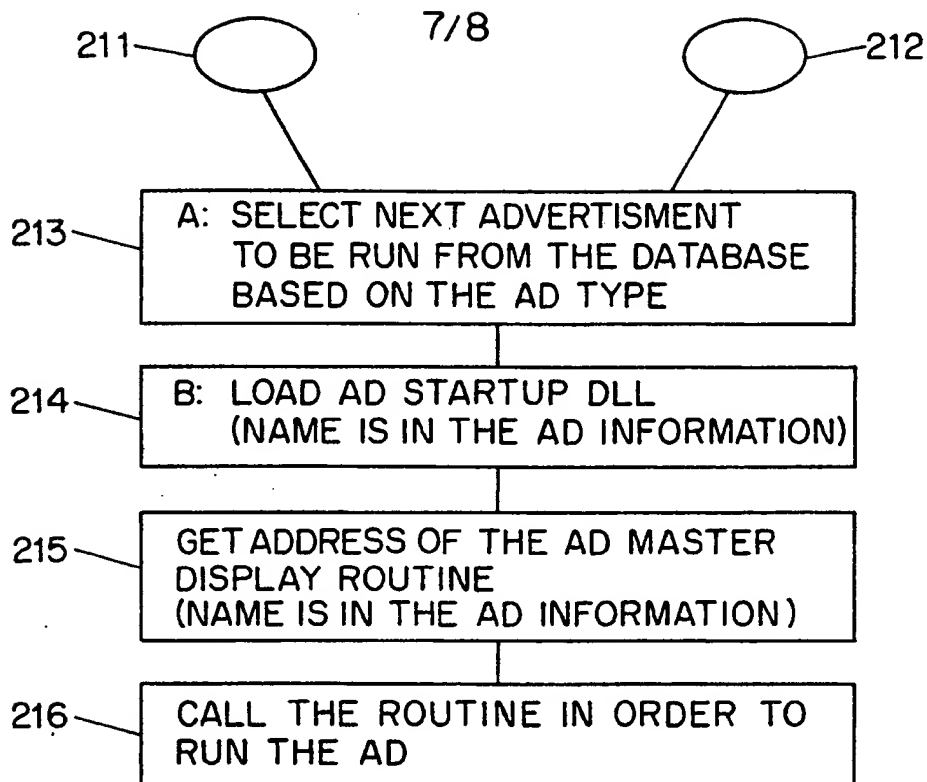 7/8
211
212
213
A: SELECT NEXT ADVERTISMENT
TO BE RUN FROM THE DATABASE
BASED ON THE AD TYPE
214
B: LOAD AD STARTUP DLL
(NAME IS IN THE AD INFORMATION)
215
GET ADDRESS OF THE AD MASTER
DISPLAY ROUTINE
(NAME IS IN THE AD INFORMATION)
216
CALL THE ROUTINE IN ORDER TO
RUN THE AD